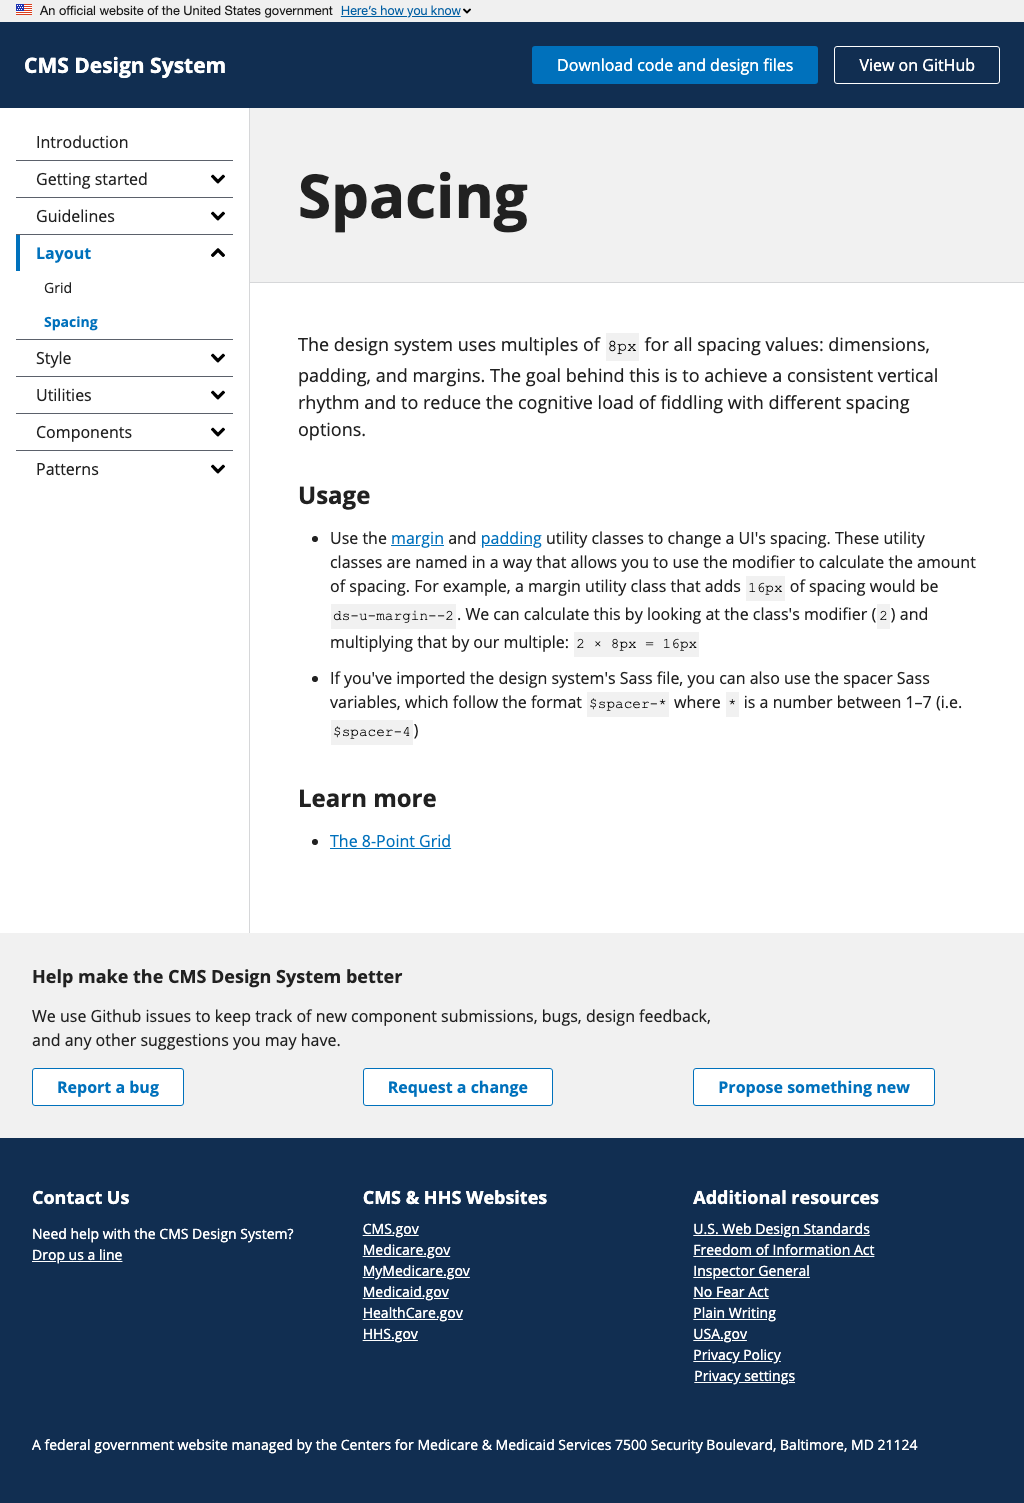 An official website of the United States government Here's how you know
CMS Design System
Download code and design files
View on GitHub
Introduction
Getting started
Guidelines
Layout
Grid
Spacing
Style
Utilities
Components
Patterns
Spacing
The design system uses multiples of 8px for all spacing values: dimensions,
padding, and margins. The goal behind this is to achieve a consistent vertical
rhythm and to reduce the cognitive load of fiddling with different spacing
options.
Usage
• Use the margin and padding utility classes to change a UI's spacing. These utility
classes are named in a way that allows you to use the modifier to calculate the amount
of spacing. For example, a margin utility class that adds 16px of spacing would be
ds-u-margin--2. We can calculate this by looking at the class's modifier (2) and
multiplying that by our multiple: 2 × 8px = 16px
• If you've imported the design system's Sass file, you can also use the spacer Sass
variables, which follow the format $spacer-* where * is a number between 1–7 (i.e.
$spacer-4)
Learn more
• The 8-Point Grid
Help make the CMS Design System better
We use Github issues to keep track of new component submissions, bugs, design feedback,
and any other suggestions you may have.
Report a bug
Request a change
Propose something new
Contact Us
Need help with the CMS Design System?
Drop us a line
CMS & HHS Websites
CMS.gov
Medicare.gov
MyMedicare.gov
Medicaid.gov
HealthCare.gov
HHS.gov
Additional resources
U.S. Web Design Standards
Freedom of Information Act
Inspector General
No Fear Act
Plain Writing
USA.gov
Privacy Policy
Privacy settings
A federal government website managed by the Centers for Medicare & Medicaid Services 7500 Security Boulevard, Baltimore, MD 21124